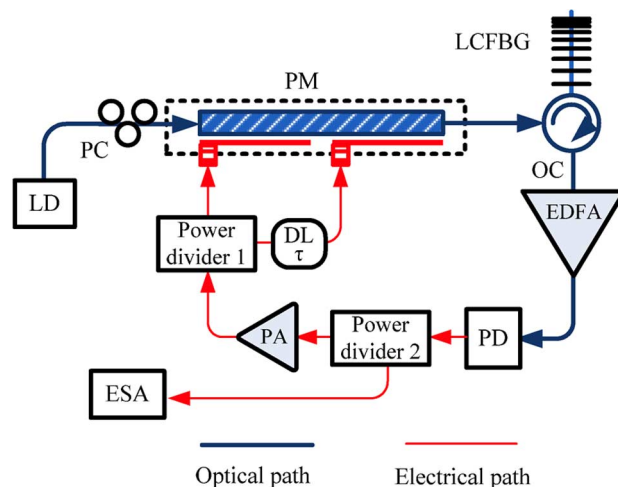 LCFBG
PM
PC
OC
LD
EDFA
Power
divider 1
DL
τ
PA
Power
divider 2
PD
ESA
Optical path
Electrical path